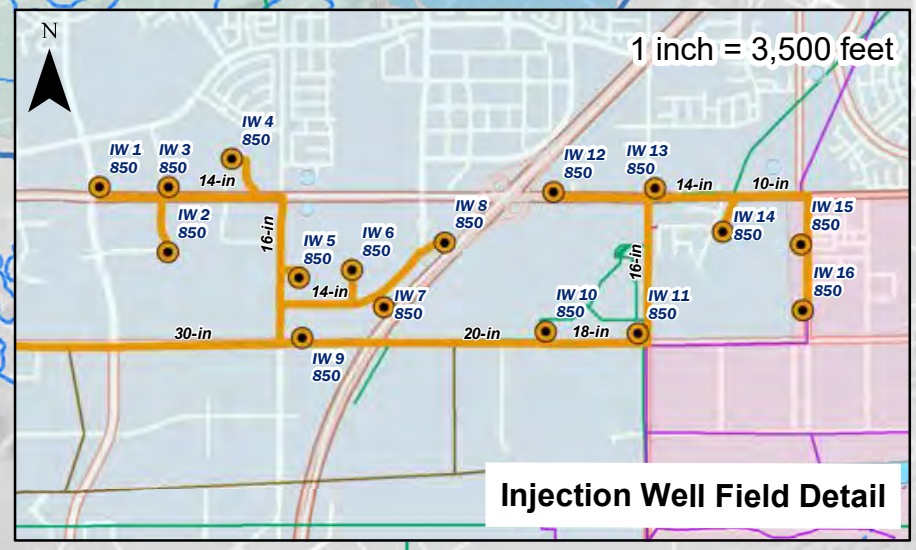 N
1 inch = 3,500 feet
IW 4
850
IW 1
850
IW 3
850
14-in
IW 2
850
16-in
IW 5
850
IW 6
850
14-in
IW 8
850
IW 7
850
IW 12
850
IW 13
850
14-in
10-in
IW 14
850
IW 15
850
IW 16
850
16-in
IW 10
850
IW 11
850
18-in
20-in
30-in
IW 9
850
Injection Well Field Detail